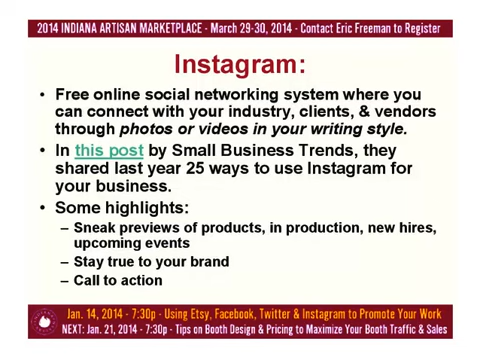 2014 INDIANA ARTISAN MARKETPLACE - March 29-30, 2014 - Contact Eric Freeman to Register
Instagram:
• Free online social networking system where you
can connect with your industry, clients, & vendors
through photos or videos in your writing style.
• In this post by Small Business Trends, they
shared last year 25 ways to use Instagram for
your business.
• Some highlights:
– Sneak previews of products, in production, new hires,
upcoming events
– Stay true to your brand
– Call to action
Jan. 14, 2014 - 7:30p - Using Etsy, Facebook, Twitter & Instagram to Promote Your Work
NEXT: Jan. 21, 2014 - 7:30p - Tips on Booth Design & Pricing to Maximize Your Booth Traffic & Sales